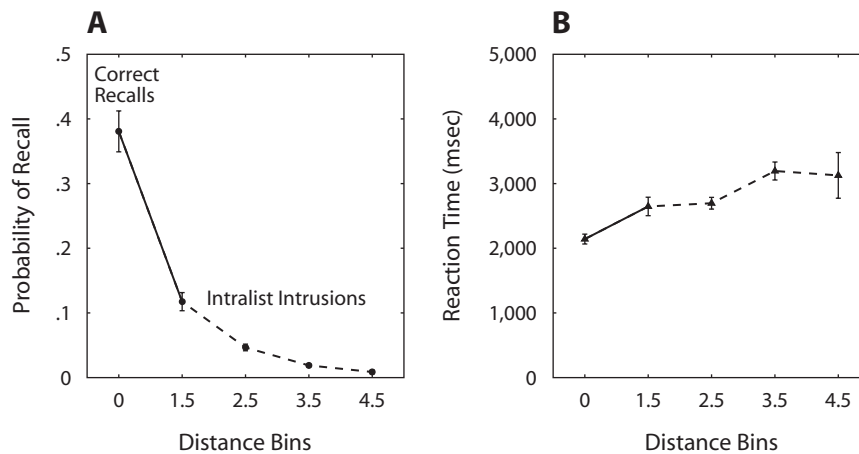 A
.5
.4
.3
.2
.1
0
Probability of Recall
Correct
Recalls
Intralist Intrusions
0 1.5 2.5 3.5 4.5
Distance Bins
B
5,000
4,000
3,000
2,000
1,000
0
Reaction Time (msec)
0 1.5 2.5 3.5 4.5
Distance Bins